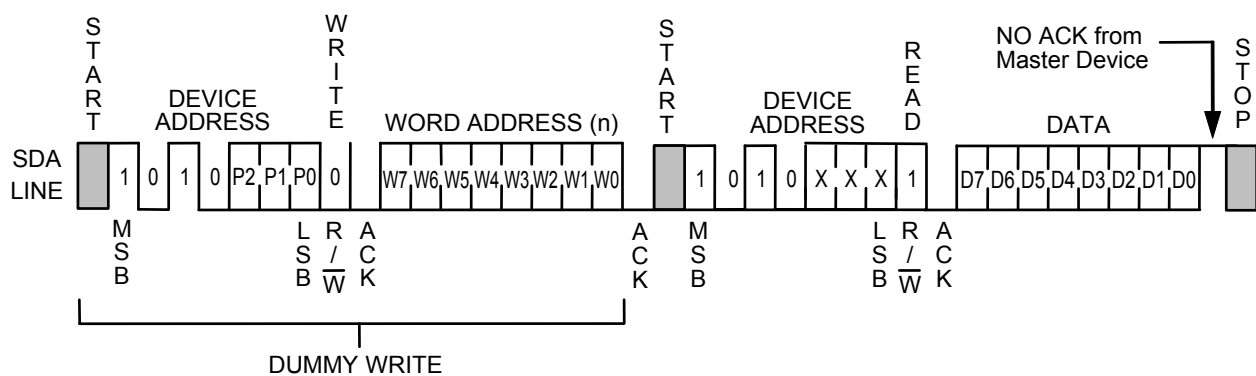 START
WRITE
START
READ
NO ACK from
Master Device
STOP
DEVICE
ADDRESS
WORD ADDRESS (n)
DEVICE
ADDRESS
DATA
SDA
LINE
1 0 1 0 P2 P1 P0 0 W7 W6 W5 W4 W3 W2 W1 W0 1 0 1 0 X X X 1 D7 D6 D5 D4 D3 D2 D1 D0
MSB
LSB
R/W
ACK
ACK
MSB
LSB
R/W
ACK
DUMMY WRITE